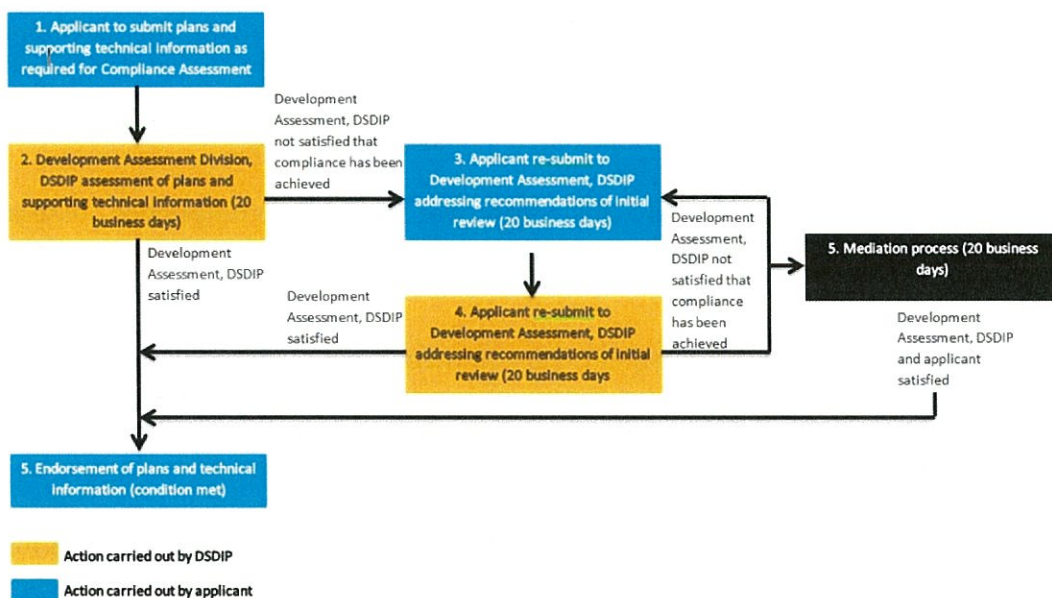 1. Applicant to submit plans and
supporting technical information as
required for Compliance Assessment
Development
Assessment, DSDIP
not satisfied that
compliance has been
achieved
2. Development Assessment Division,
DSDIP assessment of plans and
supporting technical information (20
business days)
3. Applicant re-submit to
Development Assessment, DSDIP
addressing recommendations of initial
review (20 business days)
Development
Assessment,
DSDIP not
satisfied that
compliance
has been
achieved
5. Mediation process (20 business
days)
Development
Assessment, DSDIP
satisfied
Development
Assessment, DSDIP
satisfied
4. Applicant re-submit to
Development Assessment, DSDIP
addressing recommendations of initial
review (20 business days
Development
Assessment, DSDIP
and applicant
satisfied
5. Endorsement of plans and technical
information (condition met)
Action carried out by DSDIP
Action carried out by applicant